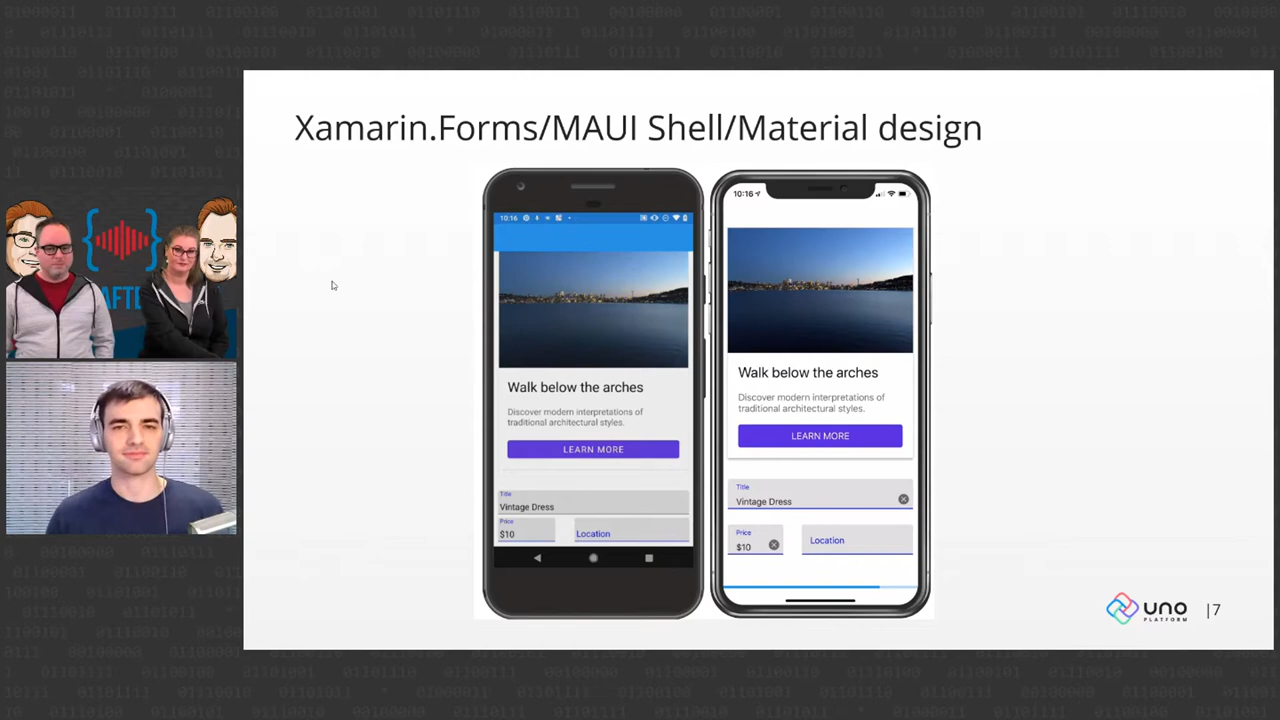 Xamarin.Forms/MAUI Shell/Material design
10:16
Walk below the arches
Discover modern interpretations of
traditional architectural styles.
LEARN MORE
Title
Vintage Dress
Price
$10
Location
10:16
Walk below the arches
Discover modern interpretations of
traditional architectural styles.
LEARN MORE
Title
Vintage Dress
Price
$10
Location
UNO
PLATFORM
|7